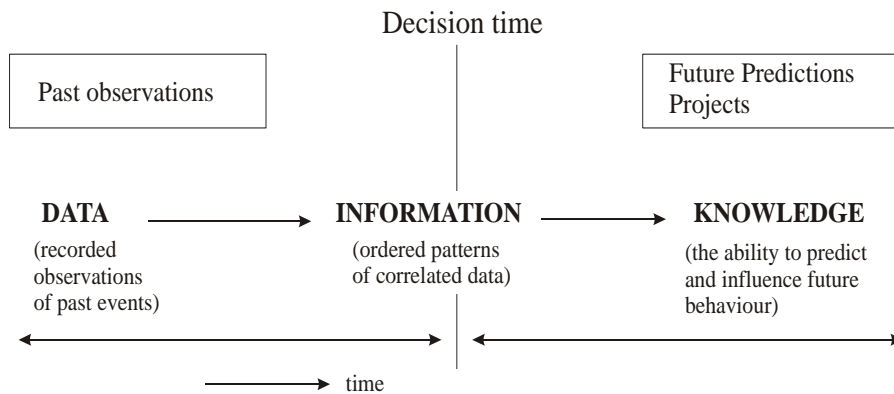 Decision time
Past observations
Future Predictions
Projects
DATA
(recorded
observations
of past events)
INFORMATION
(ordered patterns
of correlated data)
KNOWLEDGE
(the ability to predict
and influence future
behaviour)
time